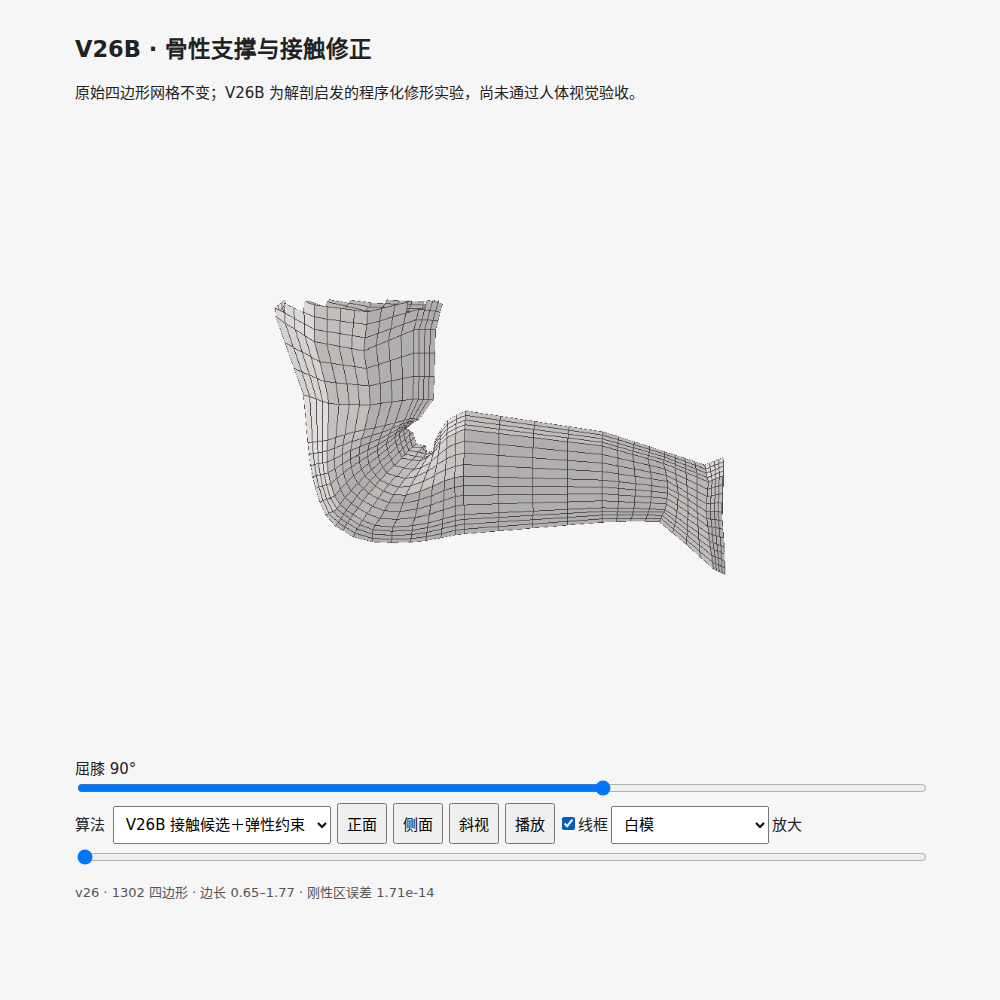 V26B · 骨性支撑与接触修正
原始四边形网格不变；V26B 为解剖启发的程序化修形实验，尚未通过人体视觉验收。
屈膝 90°
算法 V26B 接触候选＋弹性约束 正面 侧面 斜视 播放 线框 白模 放大
v26 · 1302 四边形 · 边长 0.65–1.77 · 刚性区误差 1.71e-14